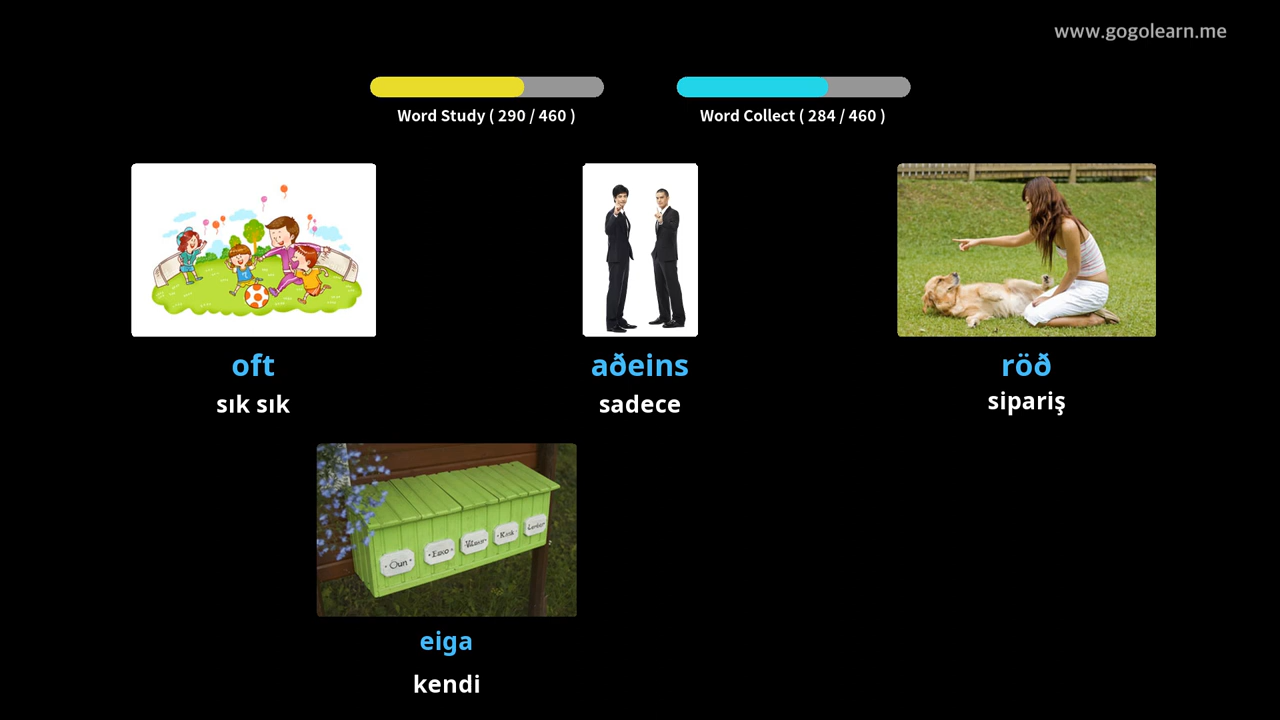 www.gogolearn.me
Word Study ( 290 / 460 )
Word Collect ( 284 / 460 )
oft
sık sık
aðeins
sadece
röð
sipariş
eiga
kendi